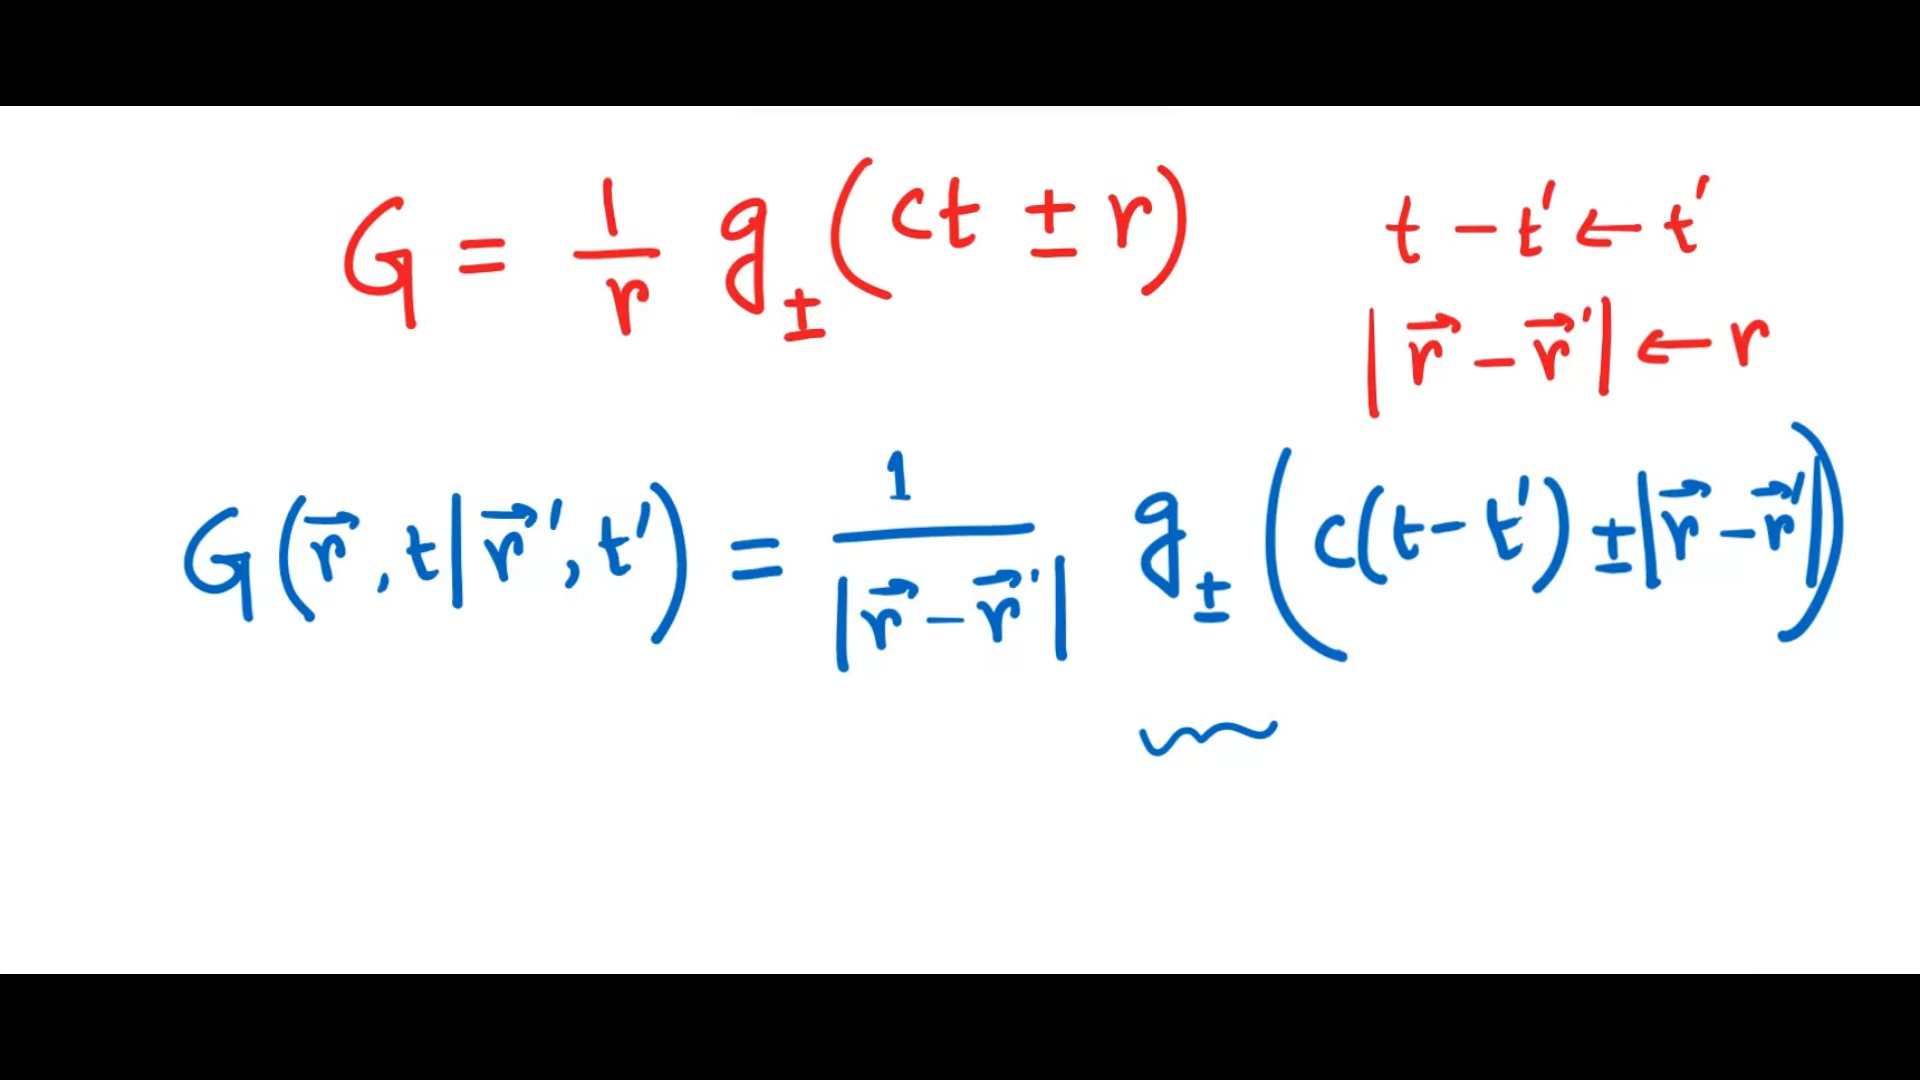 G = 1/r g± (ct ± r)
t − t′ ← t′
|r⃗ − r⃗′| ← r
G(r⃗, t | r⃗′, t′) = 1/|r⃗ − r⃗′| g± (c(t − t′) ± |r⃗ − r⃗′|)